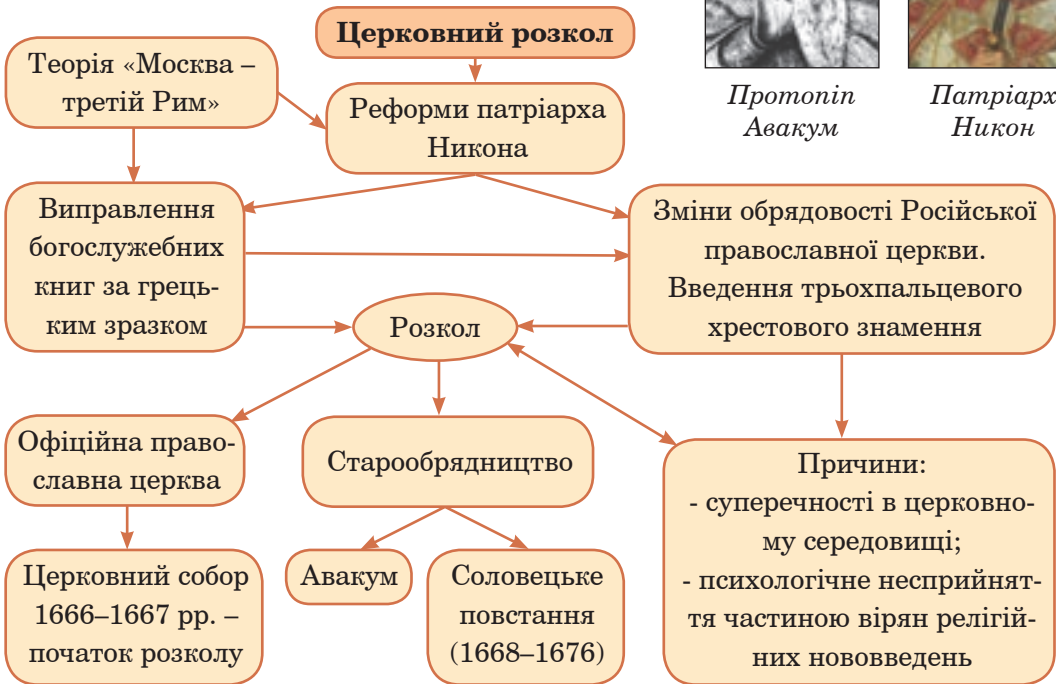 Церковний розкол
Теорія «Москва –
третій Рим»
Реформи патріарха
Никона
Протопіп
Авакум
Патріарх
Никон
Виправлення
богослужебних
книг за грець-
ким зразком
Зміни обрядовості Російської
православної церкви.
Введення трьохпальцевого
хрестового знамення
Розкол
Офіційна право-
славна церква
Старообрядництво
Причини:
- суперечності в церковно-
му середовищі;
- психологічне несприйнят-
тя частиною вірян релігій-
них нововведень
Церковний собор
1666–1667 рр. –
початок розколу
Авакум
Соловецьке
повстання
(1668–1676)